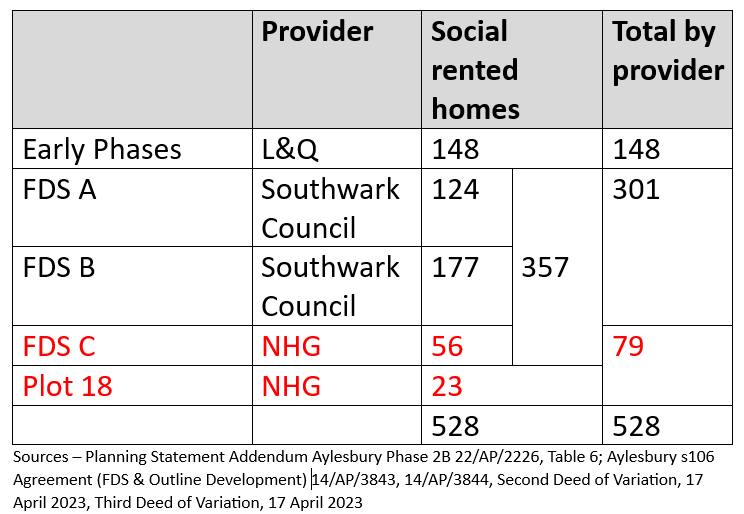 Provider Social rented homes Total by provider
Early Phases L&Q 148 148
FDS A Southwark Council 124 357 301
FDS B Southwark Council 177
FDS C NHG 56 79
Plot 18 NHG 23
528 528
Sources – Planning Statement Addendum Aylesbury Phase 2B 22/AP/2226, Table 6; Aylesbury s106
Agreement (FDS & Outline Development) 14/AP/3843, 14/AP/3844, Second Deed of Variation, 17
April 2023, Third Deed of Variation, 17 April 2023